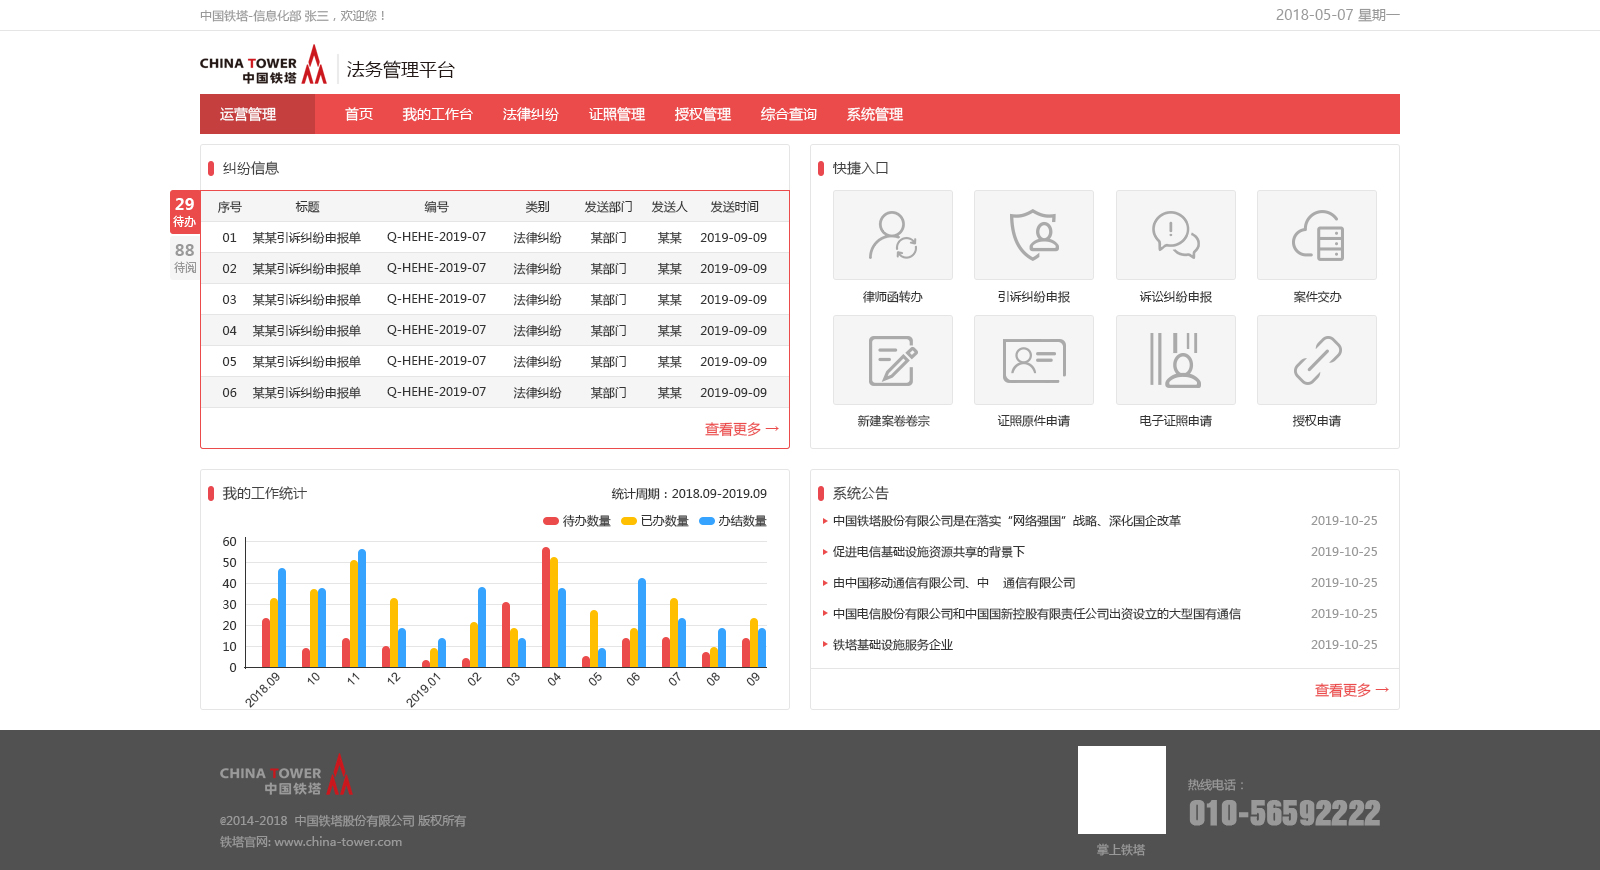 中国铁塔-信息化部 张三，欢迎您！
2018-05-07 星期一
CHINA TOWER
中国铁塔
法务管理平台
运营管理 首页 我的工作台 法律纠纷 证照管理 授权管理 综合查询 系统管理
纠纷信息
29
待办
88
待阅
序号 标题 编号 类别 发送部门 发送人 发送时间
01 某某引诉纠纷申报单 Q-HEHE-2019-07 法律纠纷 某部门 某某 2019-09-09
02 某某引诉纠纷申报单 Q-HEHE-2019-07 法律纠纷 某部门 某某 2019-09-09
03 某某引诉纠纷申报单 Q-HEHE-2019-07 法律纠纷 某部门 某某 2019-09-09
04 某某引诉纠纷申报单 Q-HEHE-2019-07 法律纠纷 某部门 某某 2019-09-09
05 某某引诉纠纷申报单 Q-HEHE-2019-07 法律纠纷 某部门 某某 2019-09-09
06 某某引诉纠纷申报单 Q-HEHE-2019-07 法律纠纷 某部门 某某 2019-09-09
查看更多 →
快捷入口
律师函转办 引诉纠纷申报 诉讼纠纷申报 案件交办
新建案卷卷宗 证照原件申请 电子证照申请 授权申请
我的工作统计
统计周期：2018.09-2019.09
待办数量 已办数量 办结数量
60
50
40
30
20
10
0
2018.09 10 11 12 2019.01 02 03 04 05 06 07 08 09
系统公告
中国铁塔股份有限公司是在落实“网络强国”战略、深化国企改革 2019-10-25
促进电信基础设施资源共享的背景下 2019-10-25
由中国移动通信有限公司、中 通信有限公司 2019-10-25
中国电信股份有限公司和中国国新控股有限责任公司出资设立的大型国有通信 2019-10-25
铁塔基础设施服务企业 2019-10-25
查看更多 →
CHINA TOWER
中国铁塔
©2014-2018 中国铁塔股份有限公司 版权所有
铁塔官网: www.china-tower.com
掌上铁塔
热线电话：
010-56592222